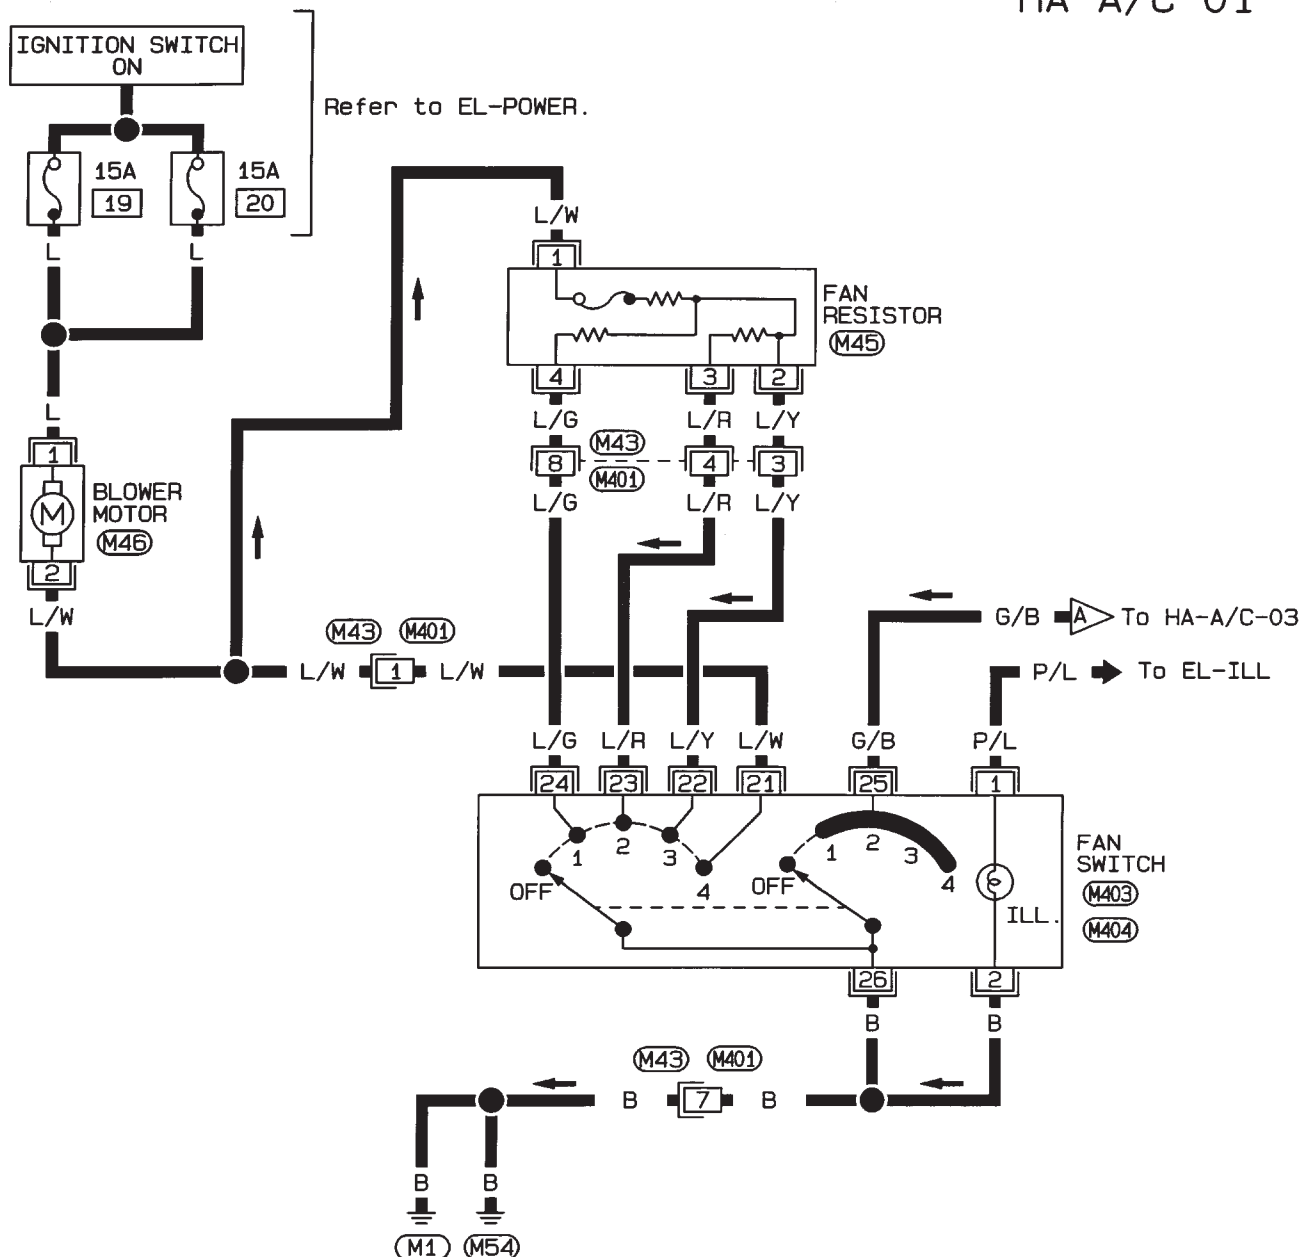 HA-A/C-01
IGNITION SWITCH
ON
Refer to EL-POWER.
15A
19
15A
20
L
L
L
1
M
2
BLOWER
MOTOR
M46
L/W
L/W
1
FAN
RESISTOR
M45
4
3
2
L/G
L/R
L/Y
M43
8
4
3
M401
L/G
L/R
L/Y
G/B
A
To HA-A/C-03
M43
M401
L/W
1
L/W
P/L
To EL-ILL
L/G
L/R
L/Y
L/W
G/B
P/L
24
23
22
21
25
1
1
2
3
4
OFF
1
2
3
4
OFF
ILL.
FAN
SWITCH
M403
M404
26
2
B
B
M43
M401
B
7
B
B
B
M1
M54